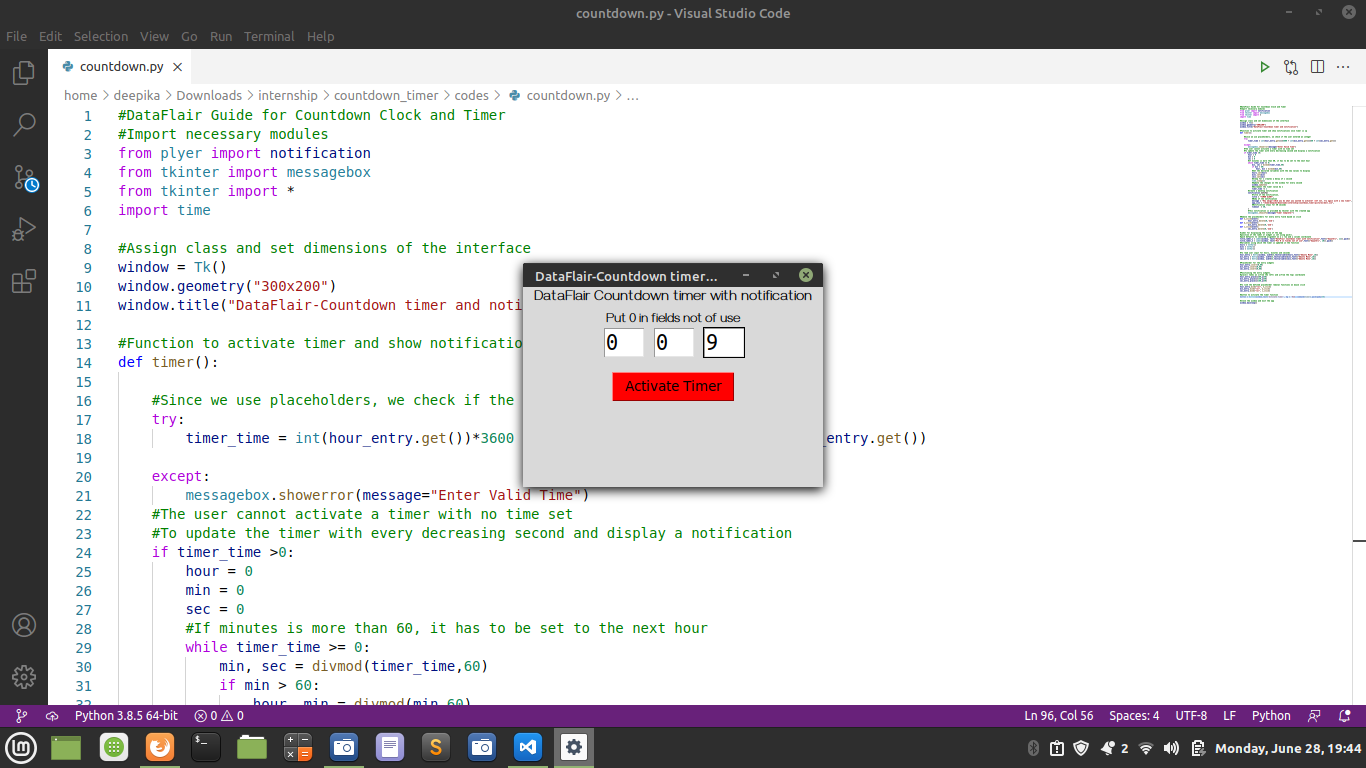 countdown.py - Visual Studio Code
File Edit Selection View Go Run Terminal Help
countdown.py
home > deepika > Downloads > internship > countdown_timer > codes > countdown.py > ...
1 #DataFlair Guide for Countdown Clock and Timer
2 #Import necessary modules
3 from plyer import notification
4 from tkinter import messagebox
5 from tkinter import *
6 import time
7
8 #Assign class and set dimensions of the interface
9 window = Tk()
10 window.geometry("300x200")
11 window.title("DataFlair-Countdown timer and noti
12
13 #Function to activate timer and show notificatio
14 def timer():
15
16 #Since we use placeholders, we check if the
17 try:
18 timer_time = int(hour_entry.get())*3600 _entry.get())
19
20 except:
21 messagebox.showerror(message="Enter Valid Time")
22 #The user cannot activate a timer with no time set
23 #To update the timer with every decreasing second and display a notification
24 if timer_time >0:
25 hour = 0
26 min = 0
27 sec = 0
28 #If minutes is more than 60, it has to be set to the next hour
29 while timer_time >= 0:
30 min, sec = divmod(timer_time,60)
31 if min > 60:
32 hour, min = divmod(min,60)
DataFlair-Countdown timer...
DataFlair Countdown timer with notification
Put 0 in fields not of use
0 0 9
Activate Timer
Python 3.8.5 64-bit 0 0 Ln 96, Col 56 Spaces: 4 UTF-8 LF Python
2 Monday, June 28, 19:44